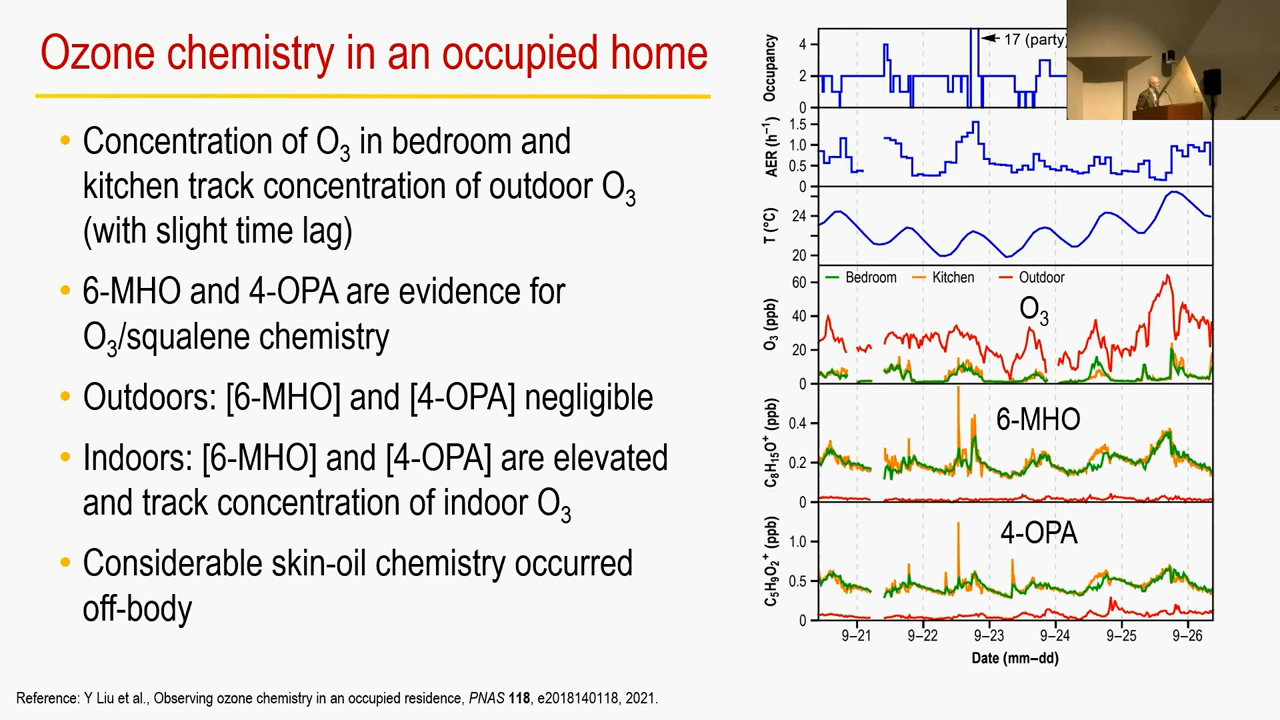 Ozone chemistry in an occupied home
• Concentration of O3 in bedroom and
kitchen track concentration of outdoor O3
(with slight time lag)
• 6-MHO and 4-OPA are evidence for
O3/squalene chemistry
• Outdoors: [6-MHO] and [4-OPA] negligible
• Indoors: [6-MHO] and [4-OPA] are elevated
and track concentration of indoor O3
• Considerable skin-oil chemistry occurred
off-body
Reference: Y Liu et al., Observing ozone chemistry in an occupied residence, PNAS 118, e2018140118, 2021.
Occupancy
4
2
0
17 (party)
AER (h⁻¹)
1.5
1.0
0.5
0
T (°C)
24
20
Bedroom Kitchen Outdoor
O3
O3 (ppb)
60
40
20
0
6-MHO
C8H15O+ (ppb)
0.4
0.2
0
4-OPA
C5H9O2+ (ppb)
1.0
0.5
0
9–21 9–22 9–23 9–24 9–25 9–26
Date (mm–dd)